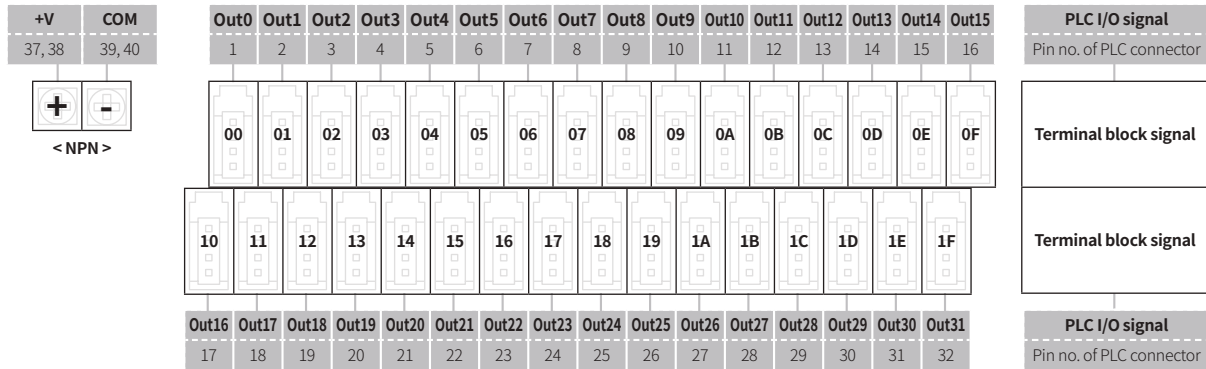 +V COM Out0 Out1 Out2 Out3 Out4 Out5 Out6 Out7 Out8 Out9 Out10 Out11 Out12 Out13 Out14 Out15 PLC I/O signal
37, 38 39, 40 1 2 3 4 5 6 7 8 9 10 11 12 13 14 15 16 Pin no. of PLC connector
+ -
00 01 02 03 04 05 06 07 08 09 0A 0B 0C 0D 0E 0F Terminal block signal
< NPN >
10 11 12 13 14 15 16 17 18 19 1A 1B 1C 1D 1E 1F Terminal block signal
Out16 Out17 Out18 Out19 Out20 Out21 Out22 Out23 Out24 Out25 Out26 Out27 Out28 Out29 Out30 Out31 PLC I/O signal
17 18 19 20 21 22 23 24 25 26 27 28 29 30 31 32 Pin no. of PLC connector